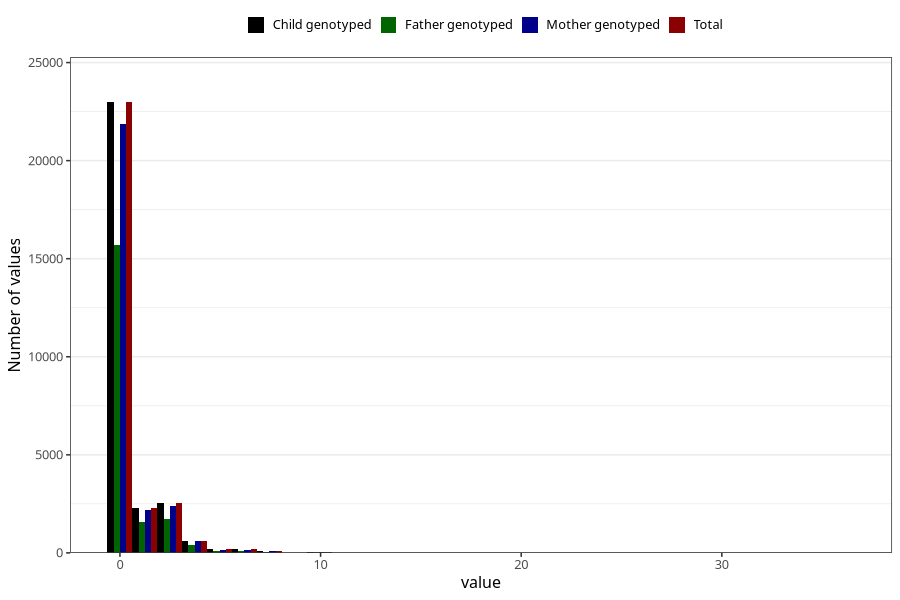 Child genotyped Father genotyped Mother genotyped Total
25000
20000
15000
10000
5000
0
Number of values
0 10 20 30
value